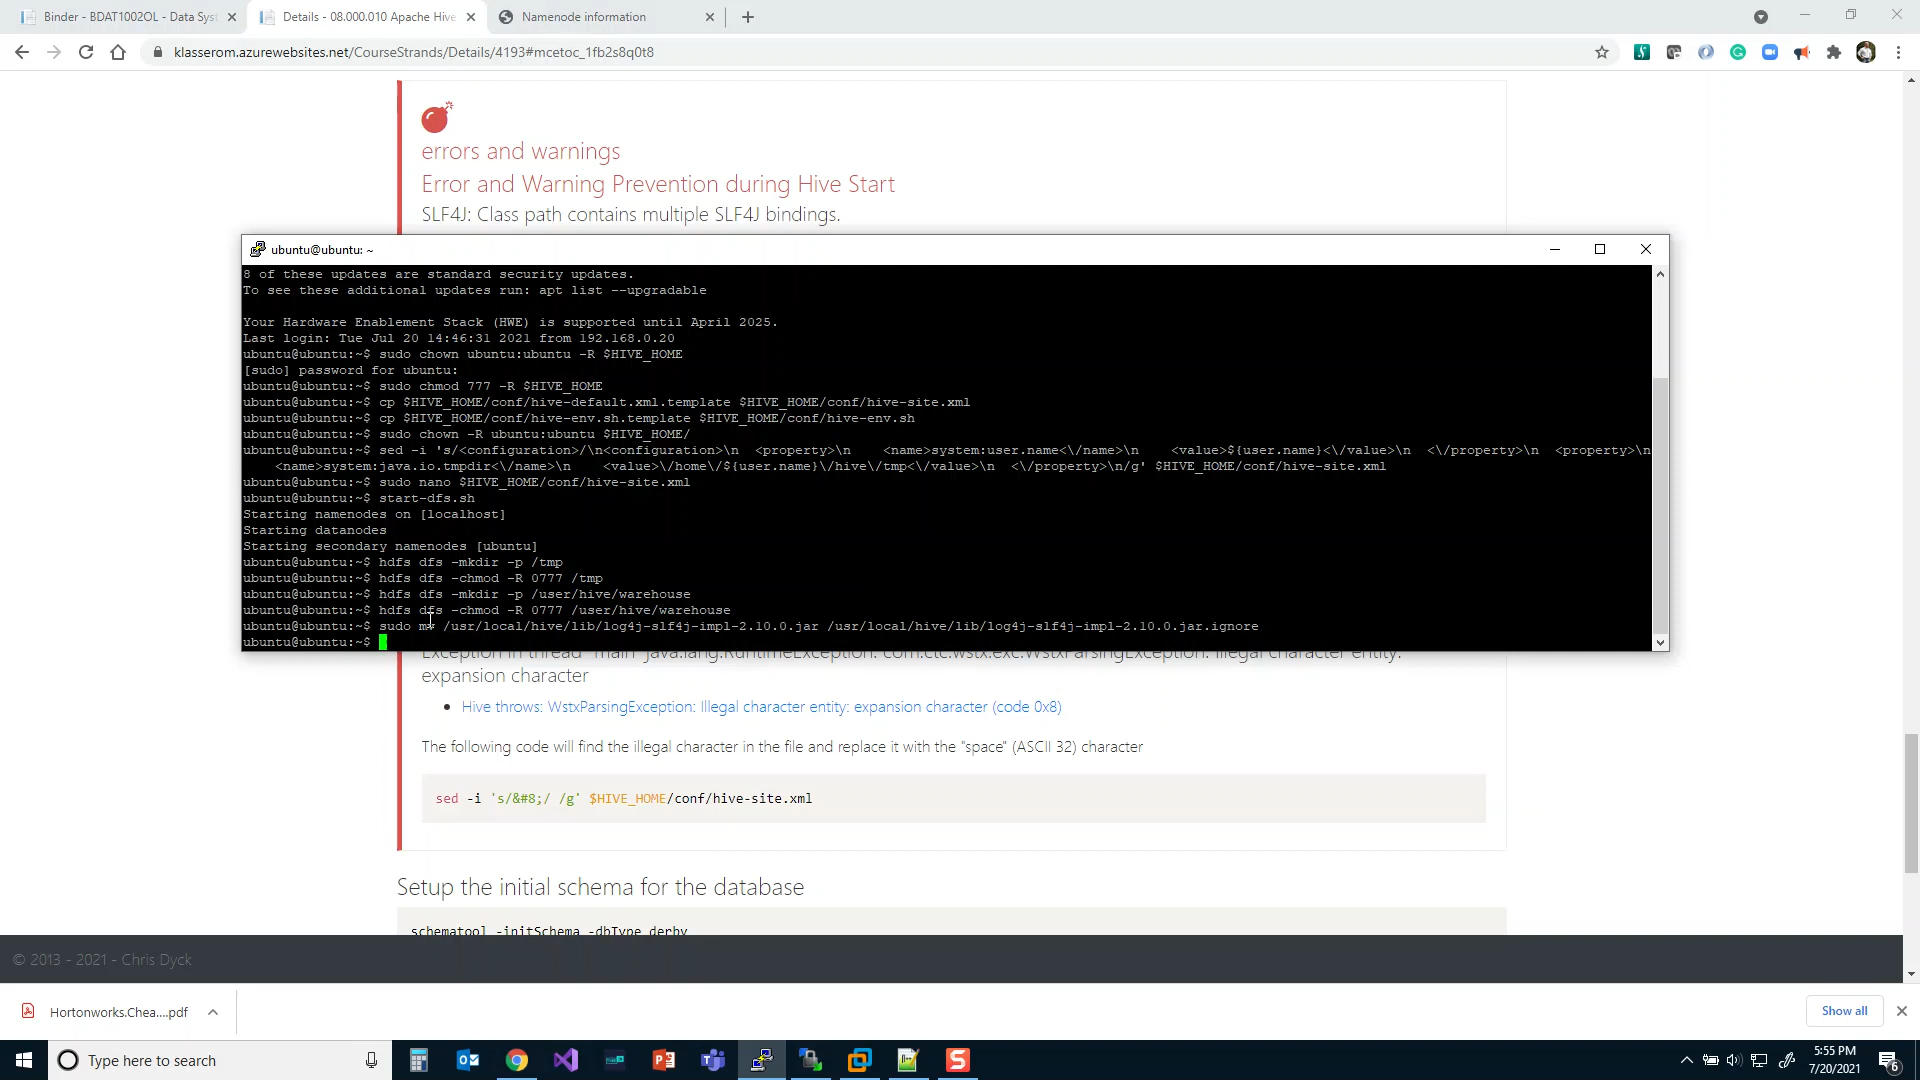 Binder - BDAT1002OL - Data Syst
Details - 08.000.010 Apache Hive
Namenode information
klasserom.azurewebsites.net/CourseStrands/Details/4193#mcetoc_1fb2s8q0t8
errors and warnings
Error and Warning Prevention during Hive Start
SLF4J: Class path contains multiple SLF4J bindings.
ubuntu@ubuntu: ~
8 of these updates are standard security updates.
To see these additional updates run: apt list --upgradable
Your Hardware Enablement Stack (HWE) is supported until April 2025.
Last login: Tue Jul 20 14:46:31 2021 from 192.168.0.20
ubuntu@ubuntu:~$ sudo chown ubuntu:ubuntu -R $HIVE_HOME
[sudo] password for ubuntu:
ubuntu@ubuntu:~$ sudo chmod 777 -R $HIVE_HOME
ubuntu@ubuntu:~$ cp $HIVE_HOME/conf/hive-default.xml.template $HIVE_HOME/conf/hive-site.xml
ubuntu@ubuntu:~$ cp $HIVE_HOME/conf/hive-env.sh.template $HIVE_HOME/conf/hive-env.sh
ubuntu@ubuntu:~$ sudo chown -R ubuntu:ubuntu $HIVE_HOME/
ubuntu@ubuntu:~$ sed -i 's/<configuration>/\n<configuration>\n  <property>\n    <name>system:user.name<\/name>\n    <value>${user.name}<\/value>\n  <\/property>\n  <property>\n
    <name>system:java.io.tmpdir<\/name>\n    <value>\/home\/${user.name}\/hive\/tmp<\/value>\n  <\/property>\n/g' $HIVE_HOME/conf/hive-site.xml
ubuntu@ubuntu:~$ sudo nano $HIVE_HOME/conf/hive-site.xml
ubuntu@ubuntu:~$ start-dfs.sh
Starting namenodes on [localhost]
Starting datanodes
Starting secondary namenodes [ubuntu]
ubuntu@ubuntu:~$ hdfs dfs -mkdir -p /tmp
ubuntu@ubuntu:~$ hdfs dfs -chmod -R 0777 /tmp
ubuntu@ubuntu:~$ hdfs dfs -mkdir -p /user/hive/warehouse
ubuntu@ubuntu:~$ hdfs dfs -chmod -R 0777 /user/hive/warehouse
ubuntu@ubuntu:~$ sudo mv /usr/local/hive/lib/log4j-slf4j-impl-2.10.0.jar /usr/local/hive/lib/log4j-slf4j-impl-2.10.0.jar.ignore
ubuntu@ubuntu:~$
Exception in thread "main" java.lang.RuntimeException: com.ctc.wstx.exc.WstxParsingException: Illegal character entity:
expansion character
Hive throws: WstxParsingException: Illegal character entity: expansion character (code 0x8)
The following code will find the illegal character in the file and replace it with the "space" (ASCII 32) character
sed -i 's/&#8;/ /g' $HIVE_HOME/conf/hive-site.xml
Setup the initial schema for the database
schematool -initSchema -dbType derby
© 2013 - 2021 - Chris Dyck
Hortonworks.Chea....pdf
Show all
Type here to search
5:55 PM
7/20/2021
6